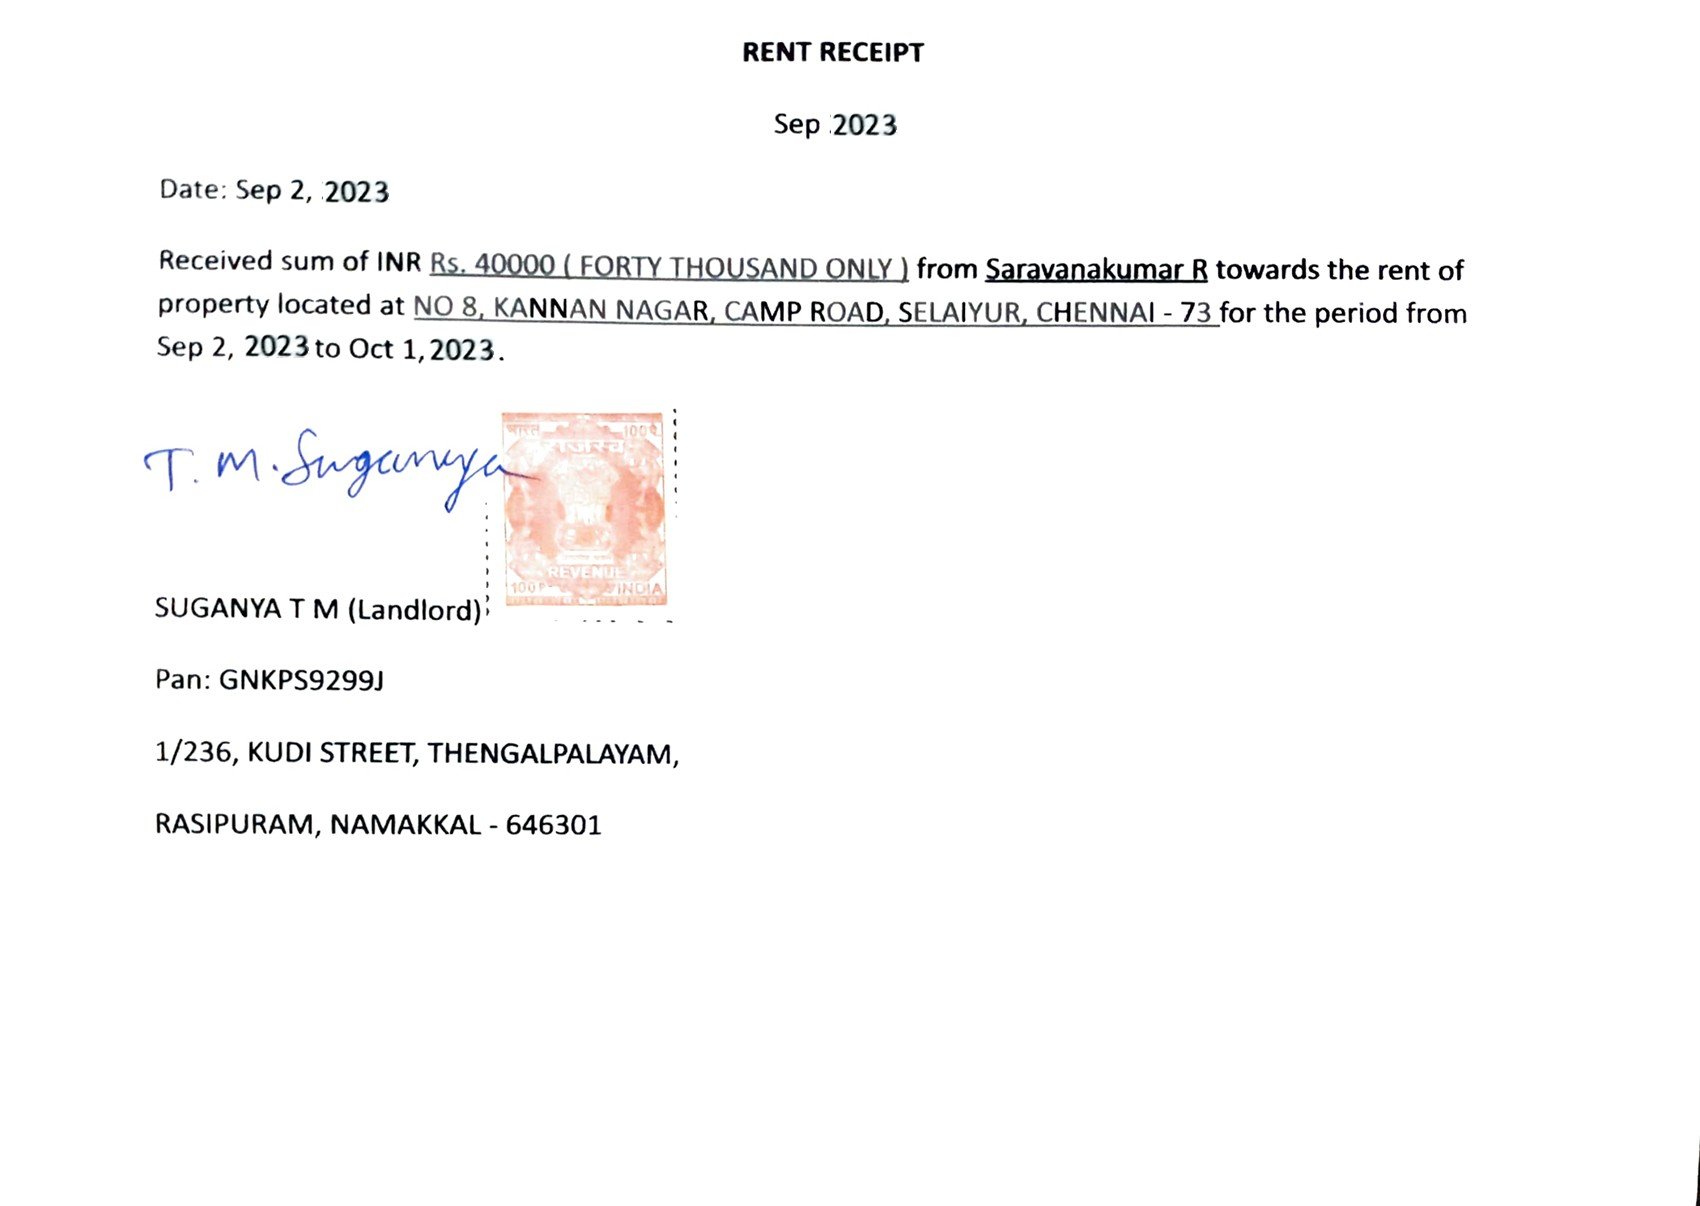 RENT RECEIPT
Sep 2023
Date: Sep 2, 2023
Received sum of INR Rs. 40000 ( FORTY THOUSAND ONLY ) from Saravanakumar R towards the rent of
property located at NO 8, KANNAN NAGAR, CAMP ROAD, SELAIYUR, CHENNAI - 73 for the period from
Sep 2, 2023 to Oct 1, 2023.
T. M. Suganya
भारत 100
REVENUE
100P INDIA
SUGANYA T M (Landlord)
Pan: GNKPS9299J
1/236, KUDI STREET, THENGALPALAYAM,
RASIPURAM, NAMAKKAL - 646301